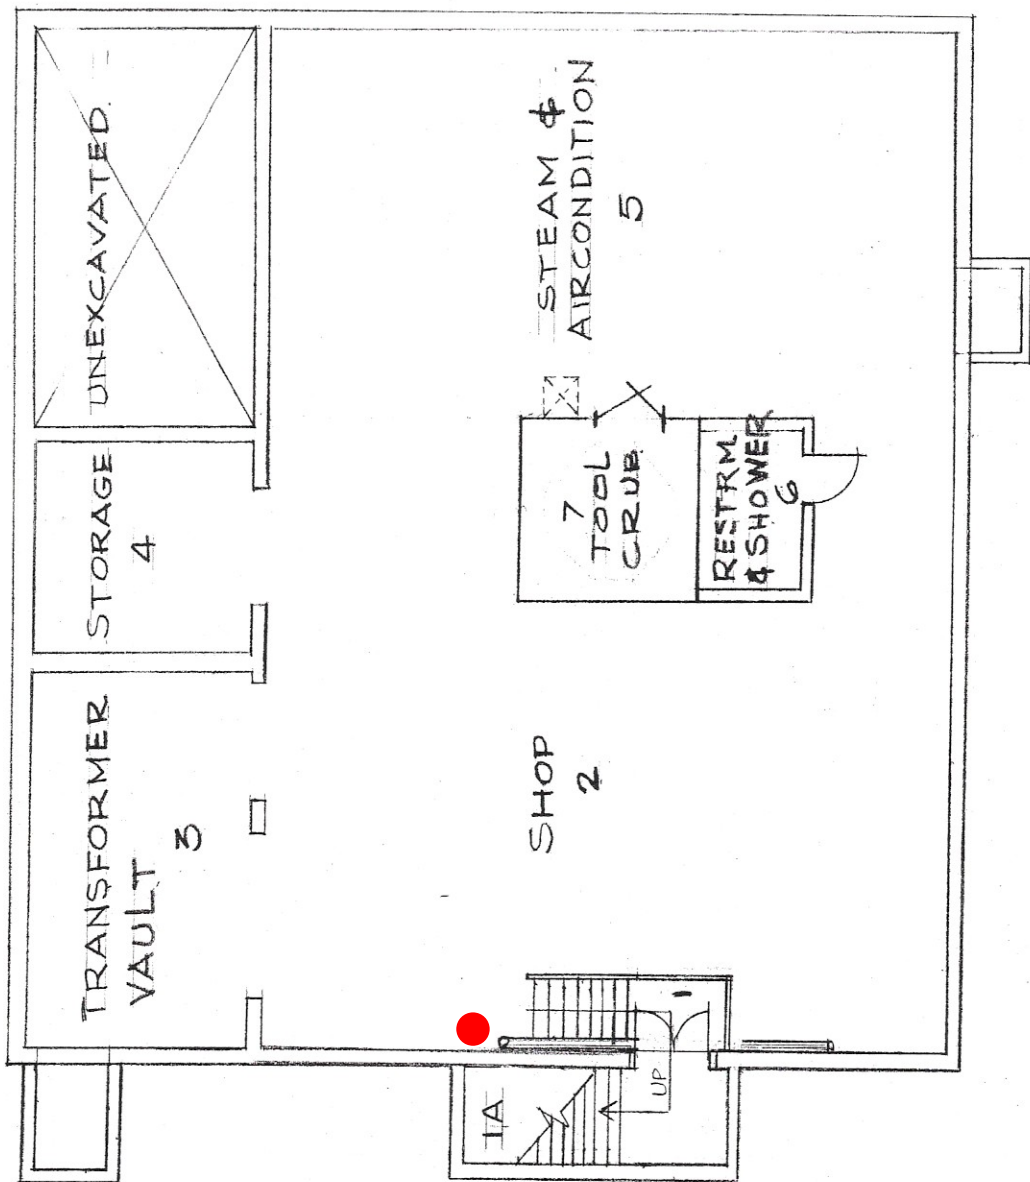 UNEXCAVATED
STORAGE
4
TRANSFORMER
VAULT
3
STEAM &
AIRCONDITION
5
7
TOOL
CRUB
RESTRM
& SHOWER
6
SHOP
2
1
1A
UP